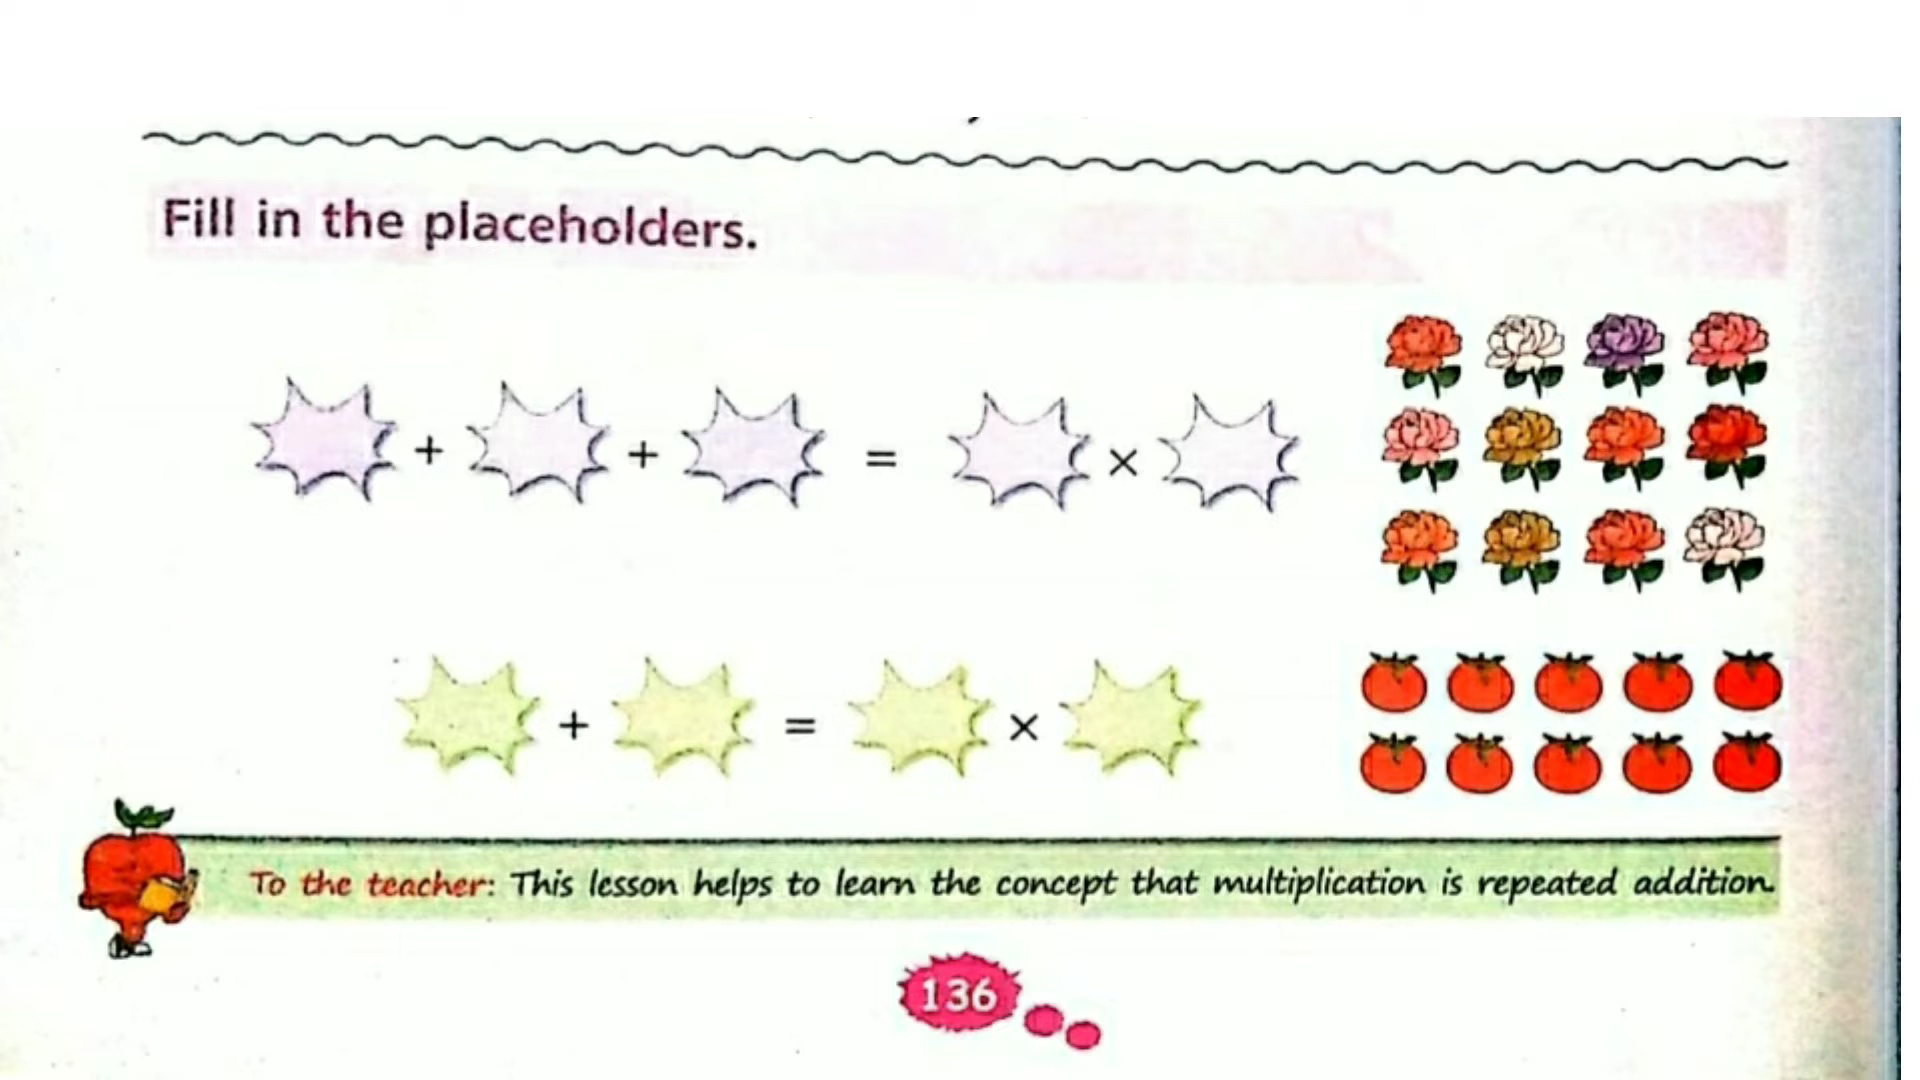 Fill in the placeholders.
+ + = ×
+ = ×
To the teacher: This lesson helps to learn the concept that multiplication is repeated addition.
136